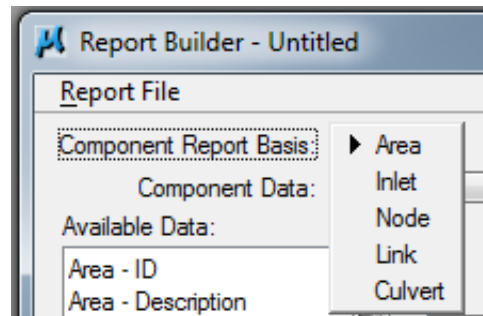 Report Builder - Untitled
Report File
Component Report Basis: Area
Component Data: Inlet
Node
Available Data:
Link
Area - ID
Culvert
Area - Description